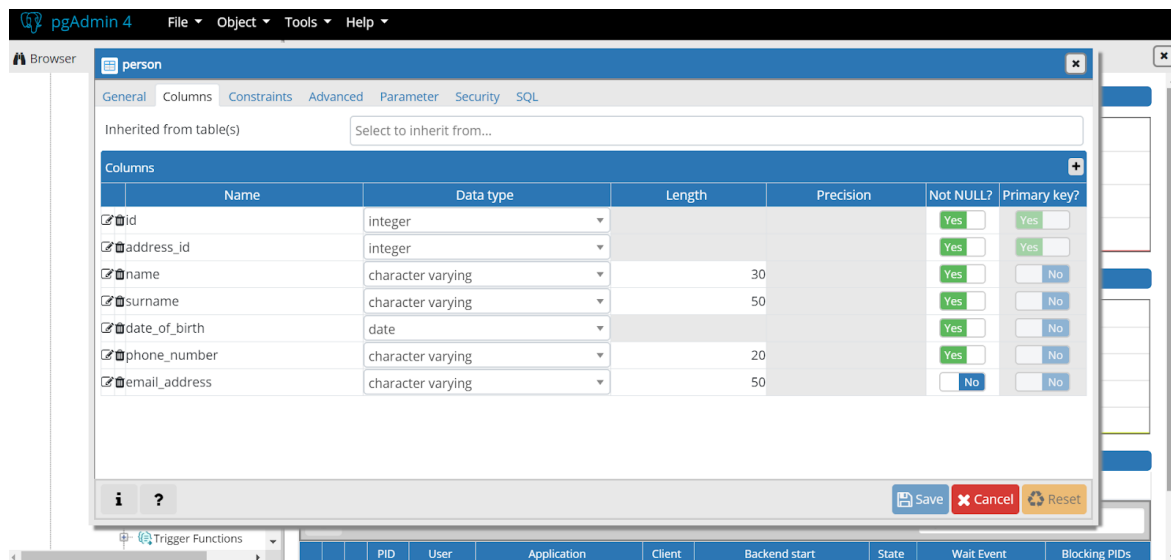 pgAdmin 4 File Object Tools Help
Browser
person
General Columns Constraints Advanced Parameter Security SQL
Inherited from table(s) Select to inherit from...
Columns
Name Data type Length Precision Not NULL? Primary key?
id integer Yes Yes
address_id integer Yes Yes
name character varying 30 Yes No
surname character varying 50 Yes No
date_of_birth date Yes No
phone_number character varying 20 Yes No
email_address character varying 50 No No
i ? Save Cancel Reset
Trigger Functions
PID User Application Client Backend start State Wait Event Blocking PIDs